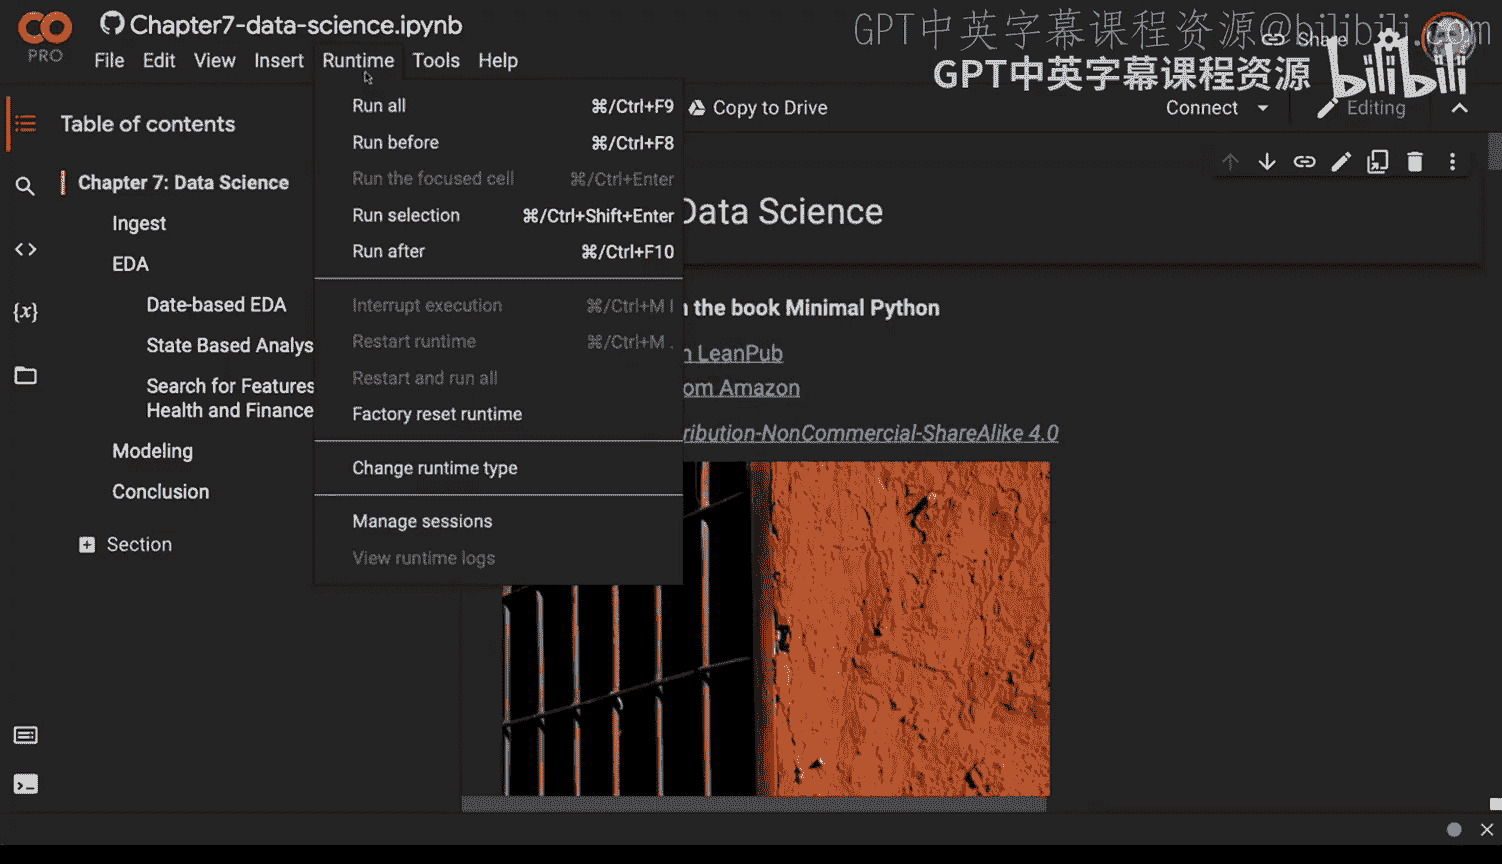 CO
PRO
Chapter7-data-science.ipynb
File Edit View Insert Runtime Tools Help
GPT中英字幕课程资源@bilibili.com
Share
GPT中英字幕课程资源 bilibili
Copy to Drive
Connect
Editing
Table of contents
Chapter 7: Data Science
Ingest
EDA
Date-based EDA
State Based Analys
Search for Features
Health and Finance
Modeling
Conclusion
Section
Run all ⌘/Ctrl+F9
Run before ⌘/Ctrl+F8
Run the focused cell ⌘/Ctrl+Enter
Run selection ⌘/Ctrl+Shift+Enter
Run after ⌘/Ctrl+F10
Interrupt execution ⌘/Ctrl+M I
Restart runtime ⌘/Ctrl+M .
Restart and run all
Factory reset runtime
Change runtime type
Manage sessions
View runtime logs
Data Science
n the book Minimal Python
n LeanPub
om Amazon
ribution-NonCommercial-ShareAlike 4.0